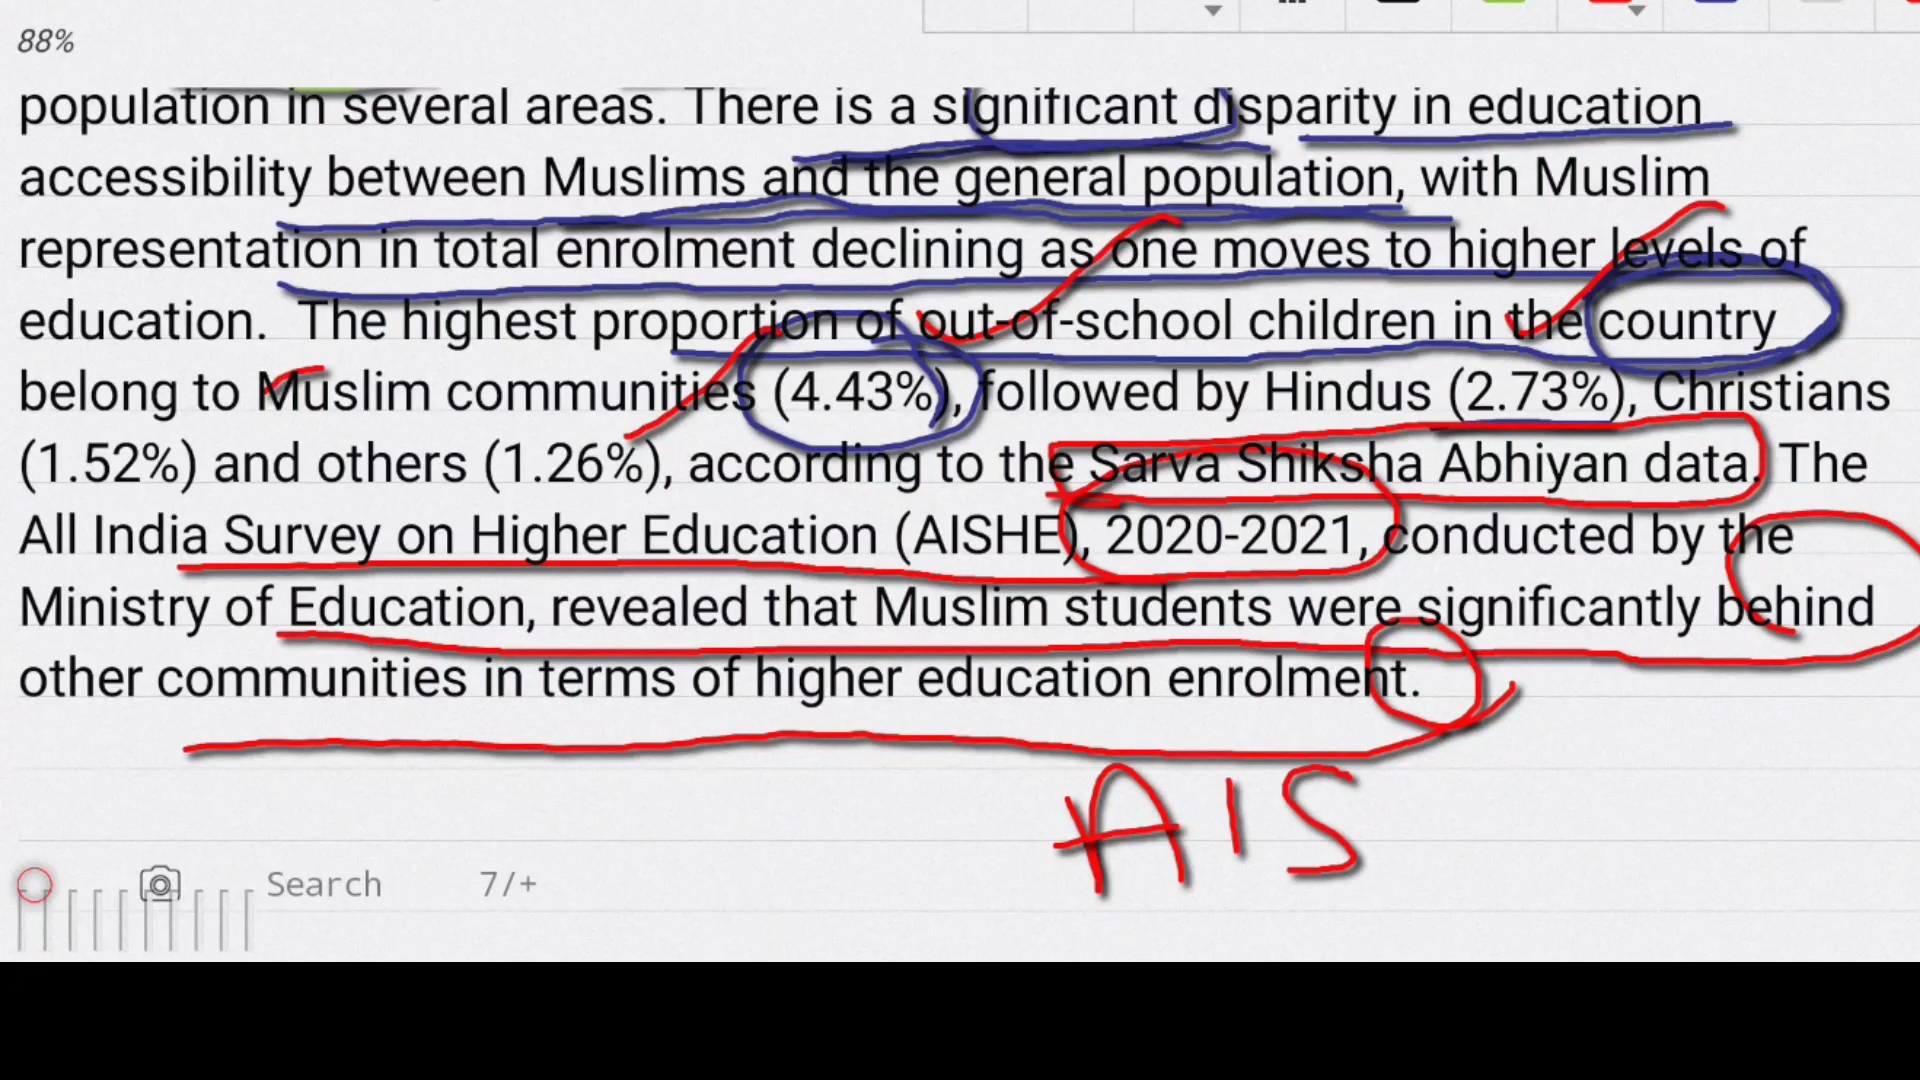 88%
population in several areas. There is a significant disparity in education
accessibility between Muslims and the general population, with Muslim
representation in total enrolment declining as one moves to higher levels of
education.  The highest proportion of out-of-school children in the country
belong to Muslim communities (4.43%), followed by Hindus (2.73%), Christians
(1.52%) and others (1.26%), according to the Sarva Shiksha Abhiyan data. The
All India Survey on Higher Education (AISHE), 2020-2021, conducted by the
Ministry of Education, revealed that Muslim students were significantly behind
other communities in terms of higher education enrolment.
AIS
Search 7/+